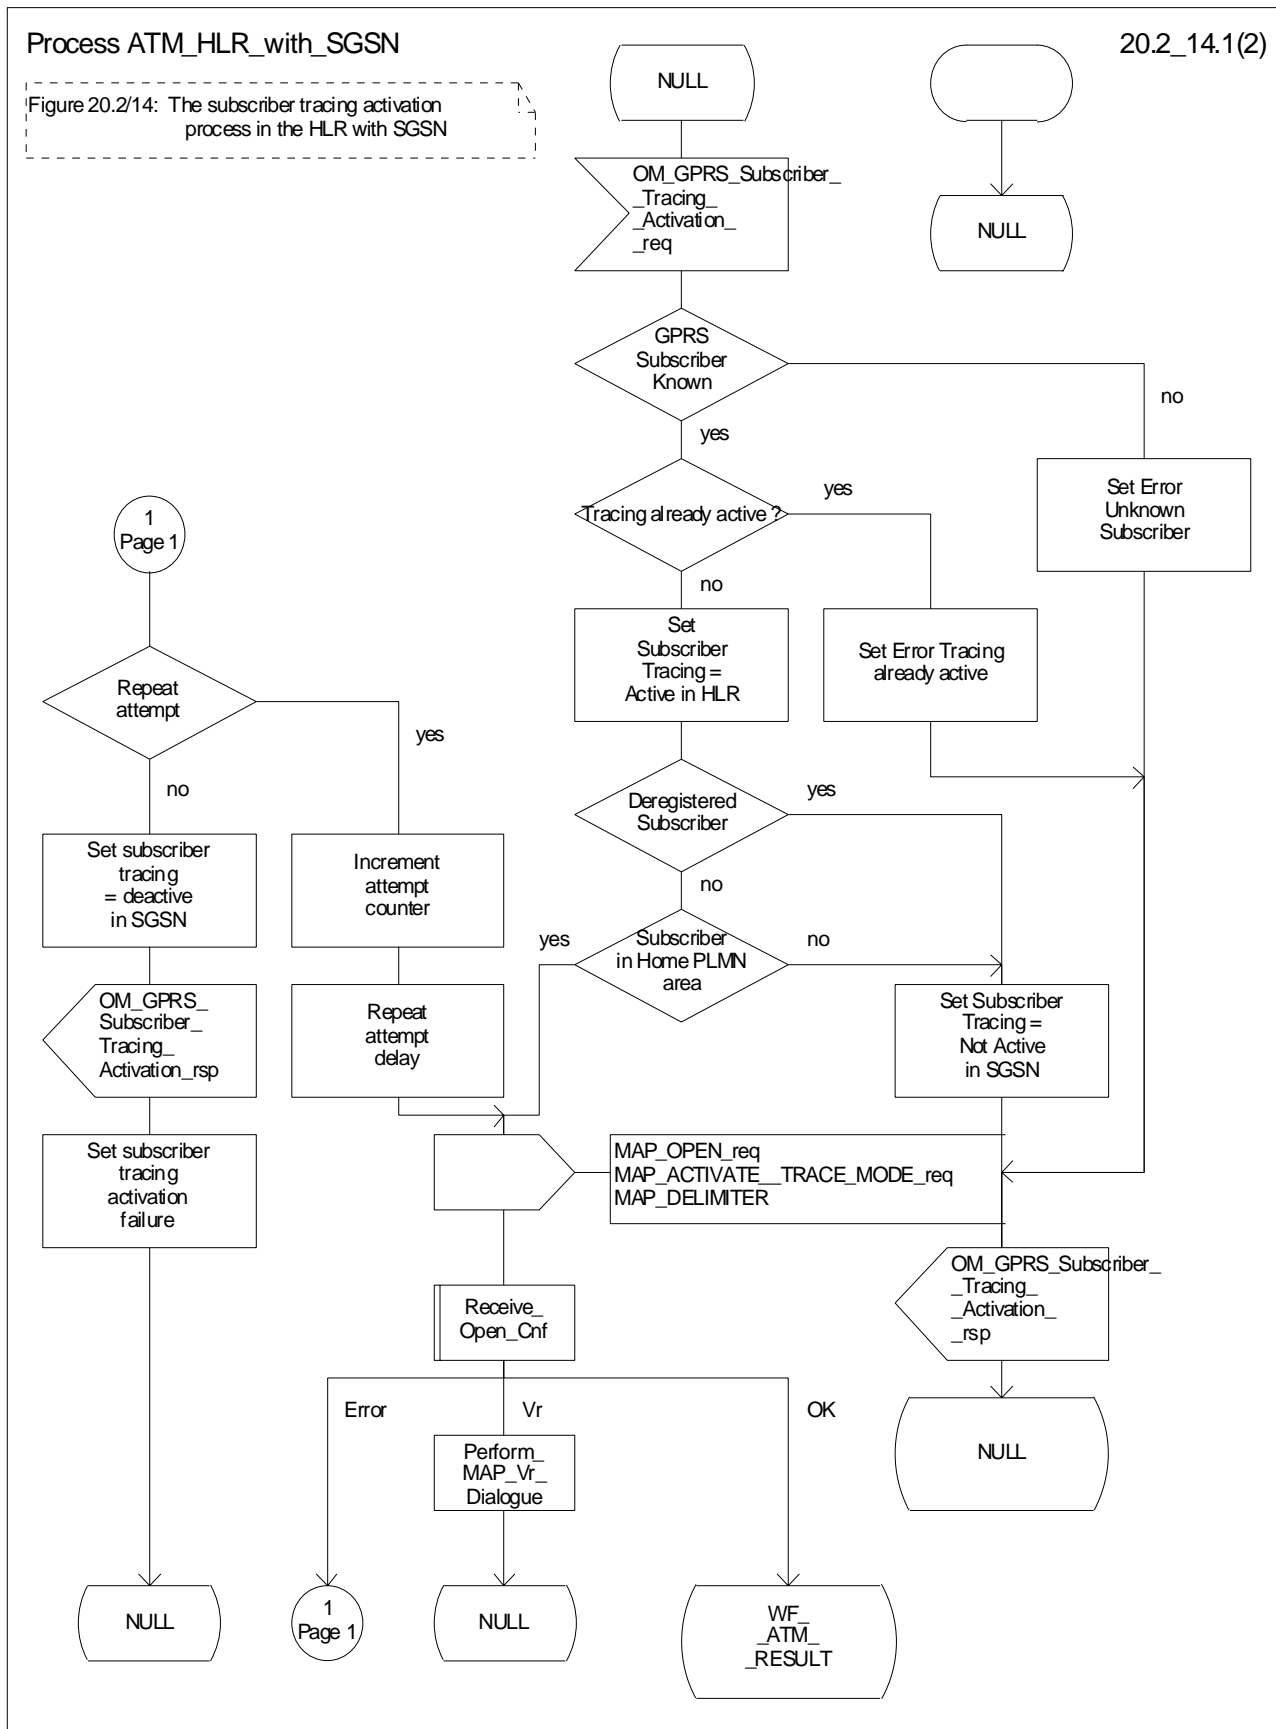 Process ATM_HLR_with_SGSN
20.2_14.1(2)
Figure 20.2/14: The subscriber tracing activation
process in the HLR with SGSN
NULL
OM_GPRS_Subscriber_
_Tracing_
_Activation_
_req
NULL
GPRS
Subscriber
Known
no
yes
Tracing already active ?
yes
no
Set Error
Unknown
Subscriber
1
Page 1
Set
Subscriber
Tracing =
Active in HLR
Set Error Tracing
already active
Repeat
attempt
yes
no
Deregistered
Subscriber
yes
no
Set subscriber
tracing
= deactive
in SGSN
Increment
attempt
counter
Subscriber
in Home PLMN
area
yes
no
OM_GPRS_
Subscriber_
Tracing_
Activation_rsp
Repeat
attempt
delay
Set Subscriber
Tracing =
Not Active
in SGSN
Set subscriber
tracing
activation
failure
MAP_OPEN_req
MAP_ACTIVATE__TRACE_MODE_req
MAP_DELIMITER
OM_GPRS_Subscriber_
_Tracing_
_Activation_
_rsp
Receive_
Open_Cnf
Error
Vr
OK
Perform_
MAP_Vr_
Dialogue
NULL
NULL
1
Page 1
NULL
WF_
_ATM_
_RESULT